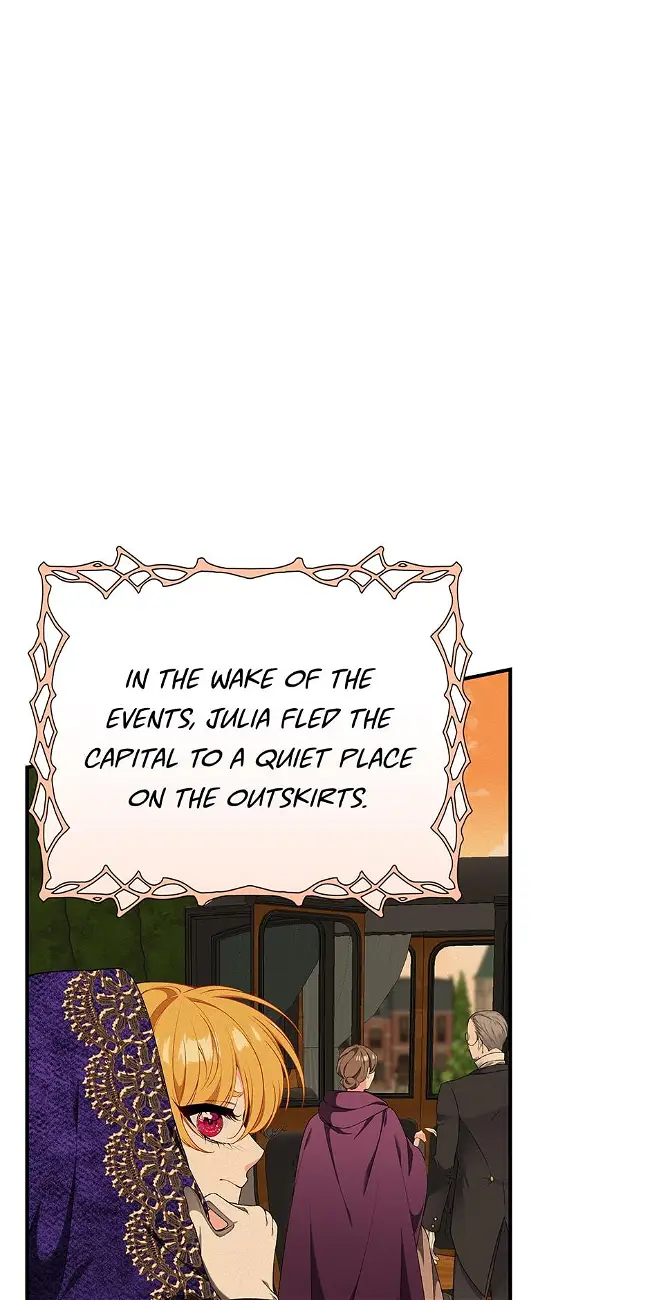 IN THE WAKE OF THE
EVENTS, JULIA FLED THE
CAPITAL TO A QUIET PLACE
ON THE OUTSKIRTS.